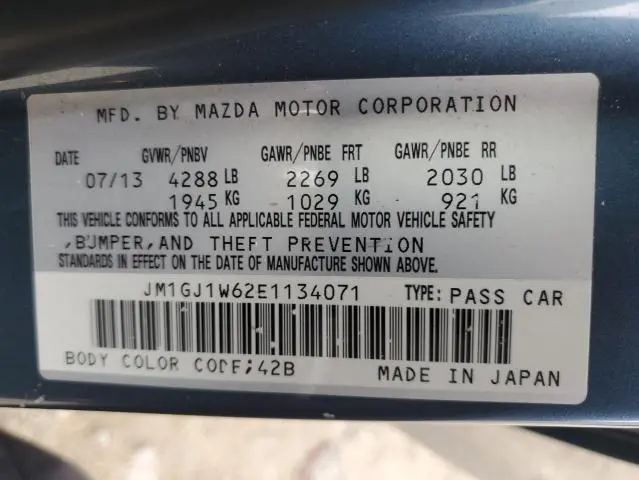 MFD. BY MAZDA MOTOR CORPORATION
DATE GVWR/PNBV GAWR/PNBE FRT GAWR/PNBE RR
07/13 4288 LB 2269 LB 2030 LB
1945 KG 1029 KG 921 KG
THIS VEHICLE CONFORMS TO ALL APPLICABLE FEDERAL MOTOR VEHICLE SAFETY
,BUMPER,AND THEFT PREVENTION
STANDARDS IN EFFECT ON THE DATE OF MANUFACTURE SHOWN ABOVE.
JM1GJ1W62E1134071 TYPE: PASS CAR
BODY COLOR CODE;42B MADE IN JAPAN